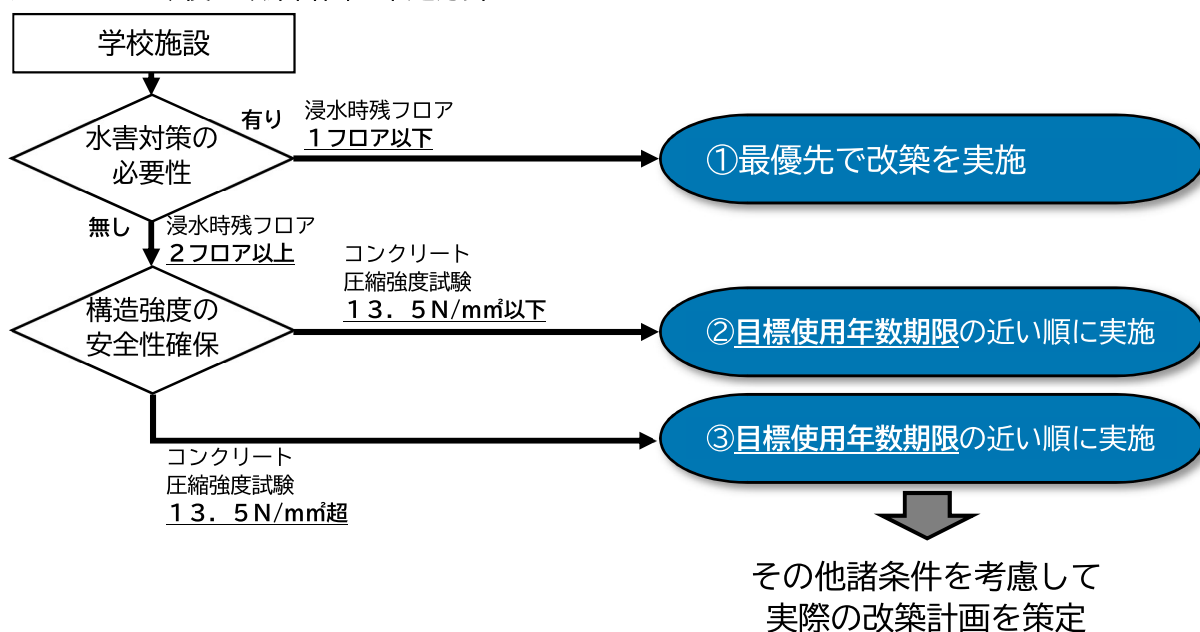 学校施設
水害対策の
必要性
有り
浸水時残フロア
１フロア以下
①最優先で改築を実施
無し
浸水時残フロア
２フロア以上
構造強度の
安全性確保
コンクリート
圧縮強度試験
１３．５N/m㎡以下
②目標使用年数期限の近い順に実施
③目標使用年数期限の近い順に実施
コンクリート
圧縮強度試験
１３．５N/m㎡超
その他諸条件を考慮して
実際の改築計画を策定